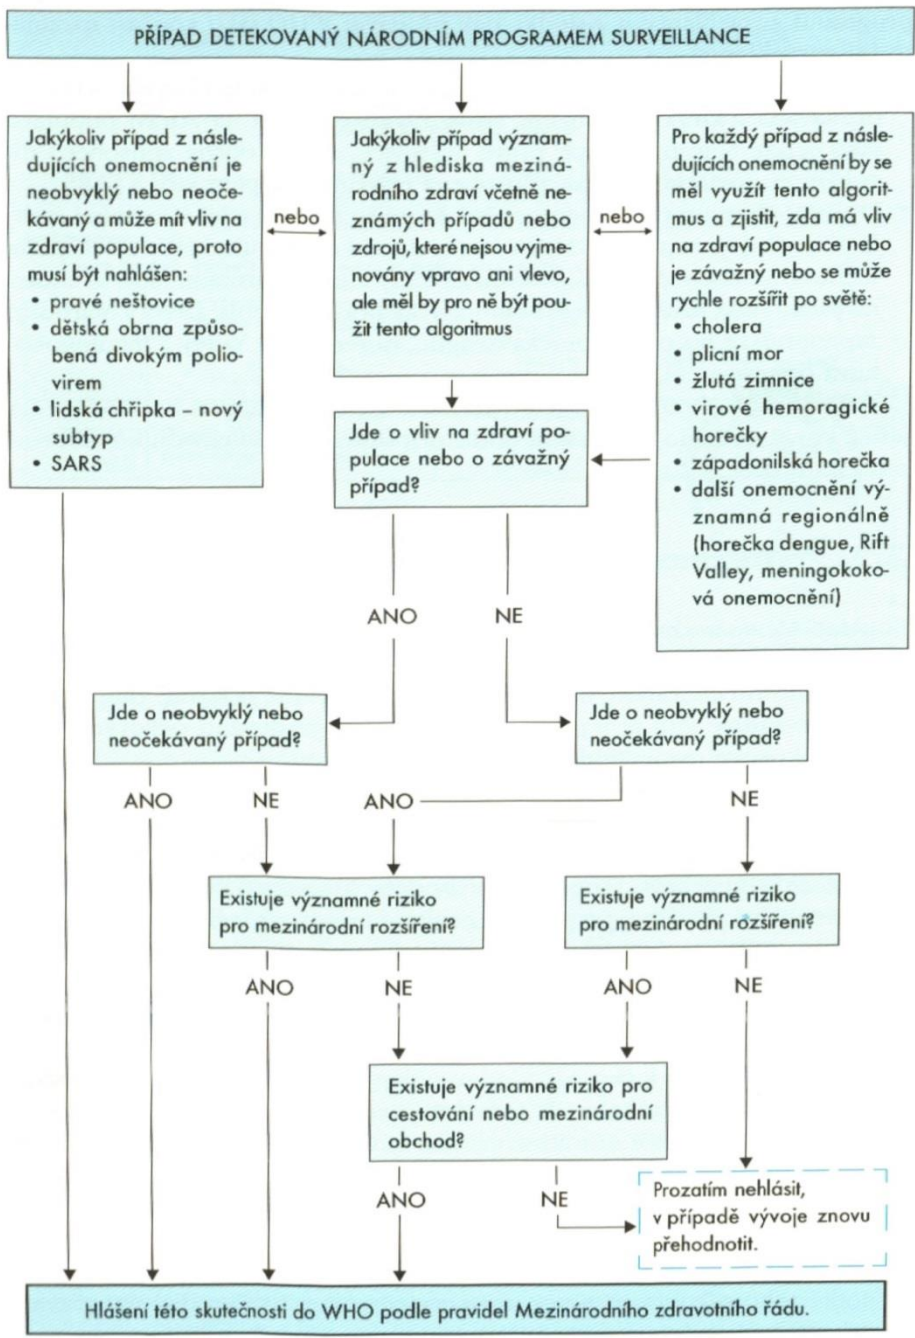 PŘÍPAD DETEKOVANÝ NÁRODNÍM PROGRAMEM SURVEILLANCE
Jakýkoliv případ z násle-
dujících onemocnění je
neobvyklý nebo neoče-
kávaný a může mít vliv na
zdraví populace, proto
musí být nahlášen:
• pravé neštovice
• dětská obrna způso-
bená divokým polio-
virem
• lidská chřipka – nový
subtyp
• SARS
nebo
Jakýkoliv případ význam-
ný z hlediska meziná-
rodního zdraví včetně ne-
známých případů nebo
zdrojů, které nejsou vyjme-
novány vpravo ani vlevo,
ale měl by pro ně být pou-
žit tento algoritmus
nebo
Pro každý případ z násle-
dujících onemocnění by se
měl využít tento algorit-
mus a zjistit, zda má vliv
na zdraví populace nebo
je závažný nebo se může
rychle rozšířit po světě:
• cholera
• plicní mor
• žlutá zimnice
• virové hemoragické
horečky
• západonilská horečka
• další onemocnění vý-
znamná regionálně
(horečka dengue, Rift
Valley, meningokoko-
vá onemocnění)
Jde o vliv na zdraví po-
pulace nebo o závažný
případ?
ANO
NE
Jde o neobvyklý nebo
neočekávaný případ?
Jde o neobvyklý nebo
neočekávaný případ?
ANO
NE
ANO
NE
Existuje významné riziko
pro mezinárodní rozšíření?
Existuje významné riziko
pro mezinárodní rozšíření?
ANO
NE
ANO
NE
Existuje významné riziko pro
cestování nebo mezinárodní
obchod?
ANO
NE
Prozatím nehlásit,
v případě vývoje znovu
přehodnotit.
Hlášení této skutečnosti do WHO podle pravidel Mezinárodního zdravotního řádu.